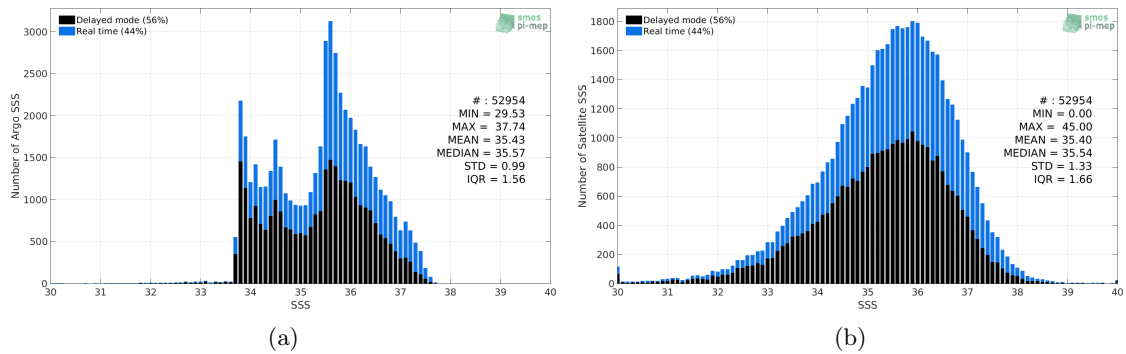 Delayed mode (56%)
Real time (44%)
smos
pi-mep
Number of Argo SSS
3000
2500
2000
1500
1000
500
0
# : 52954
MIN = 29.53
MAX = 37.74
MEAN = 35.43
MEDIAN = 35.57
STD = 0.99
IQR = 1.56
30 31 32 33 34 35 36 37 38 39 40
SSS
(a)
Delayed mode (56%)
Real time (44%)
smos
pi-mep
Number of Satellite SSS
1800
1600
1400
1200
1000
800
600
400
200
0
# : 52954
MIN = 0.00
MAX = 45.00
MEAN = 35.40
MEDIAN = 35.54
STD = 1.33
IQR = 1.66
30 31 32 33 34 35 36 37 38 39 40
SSS
(b)